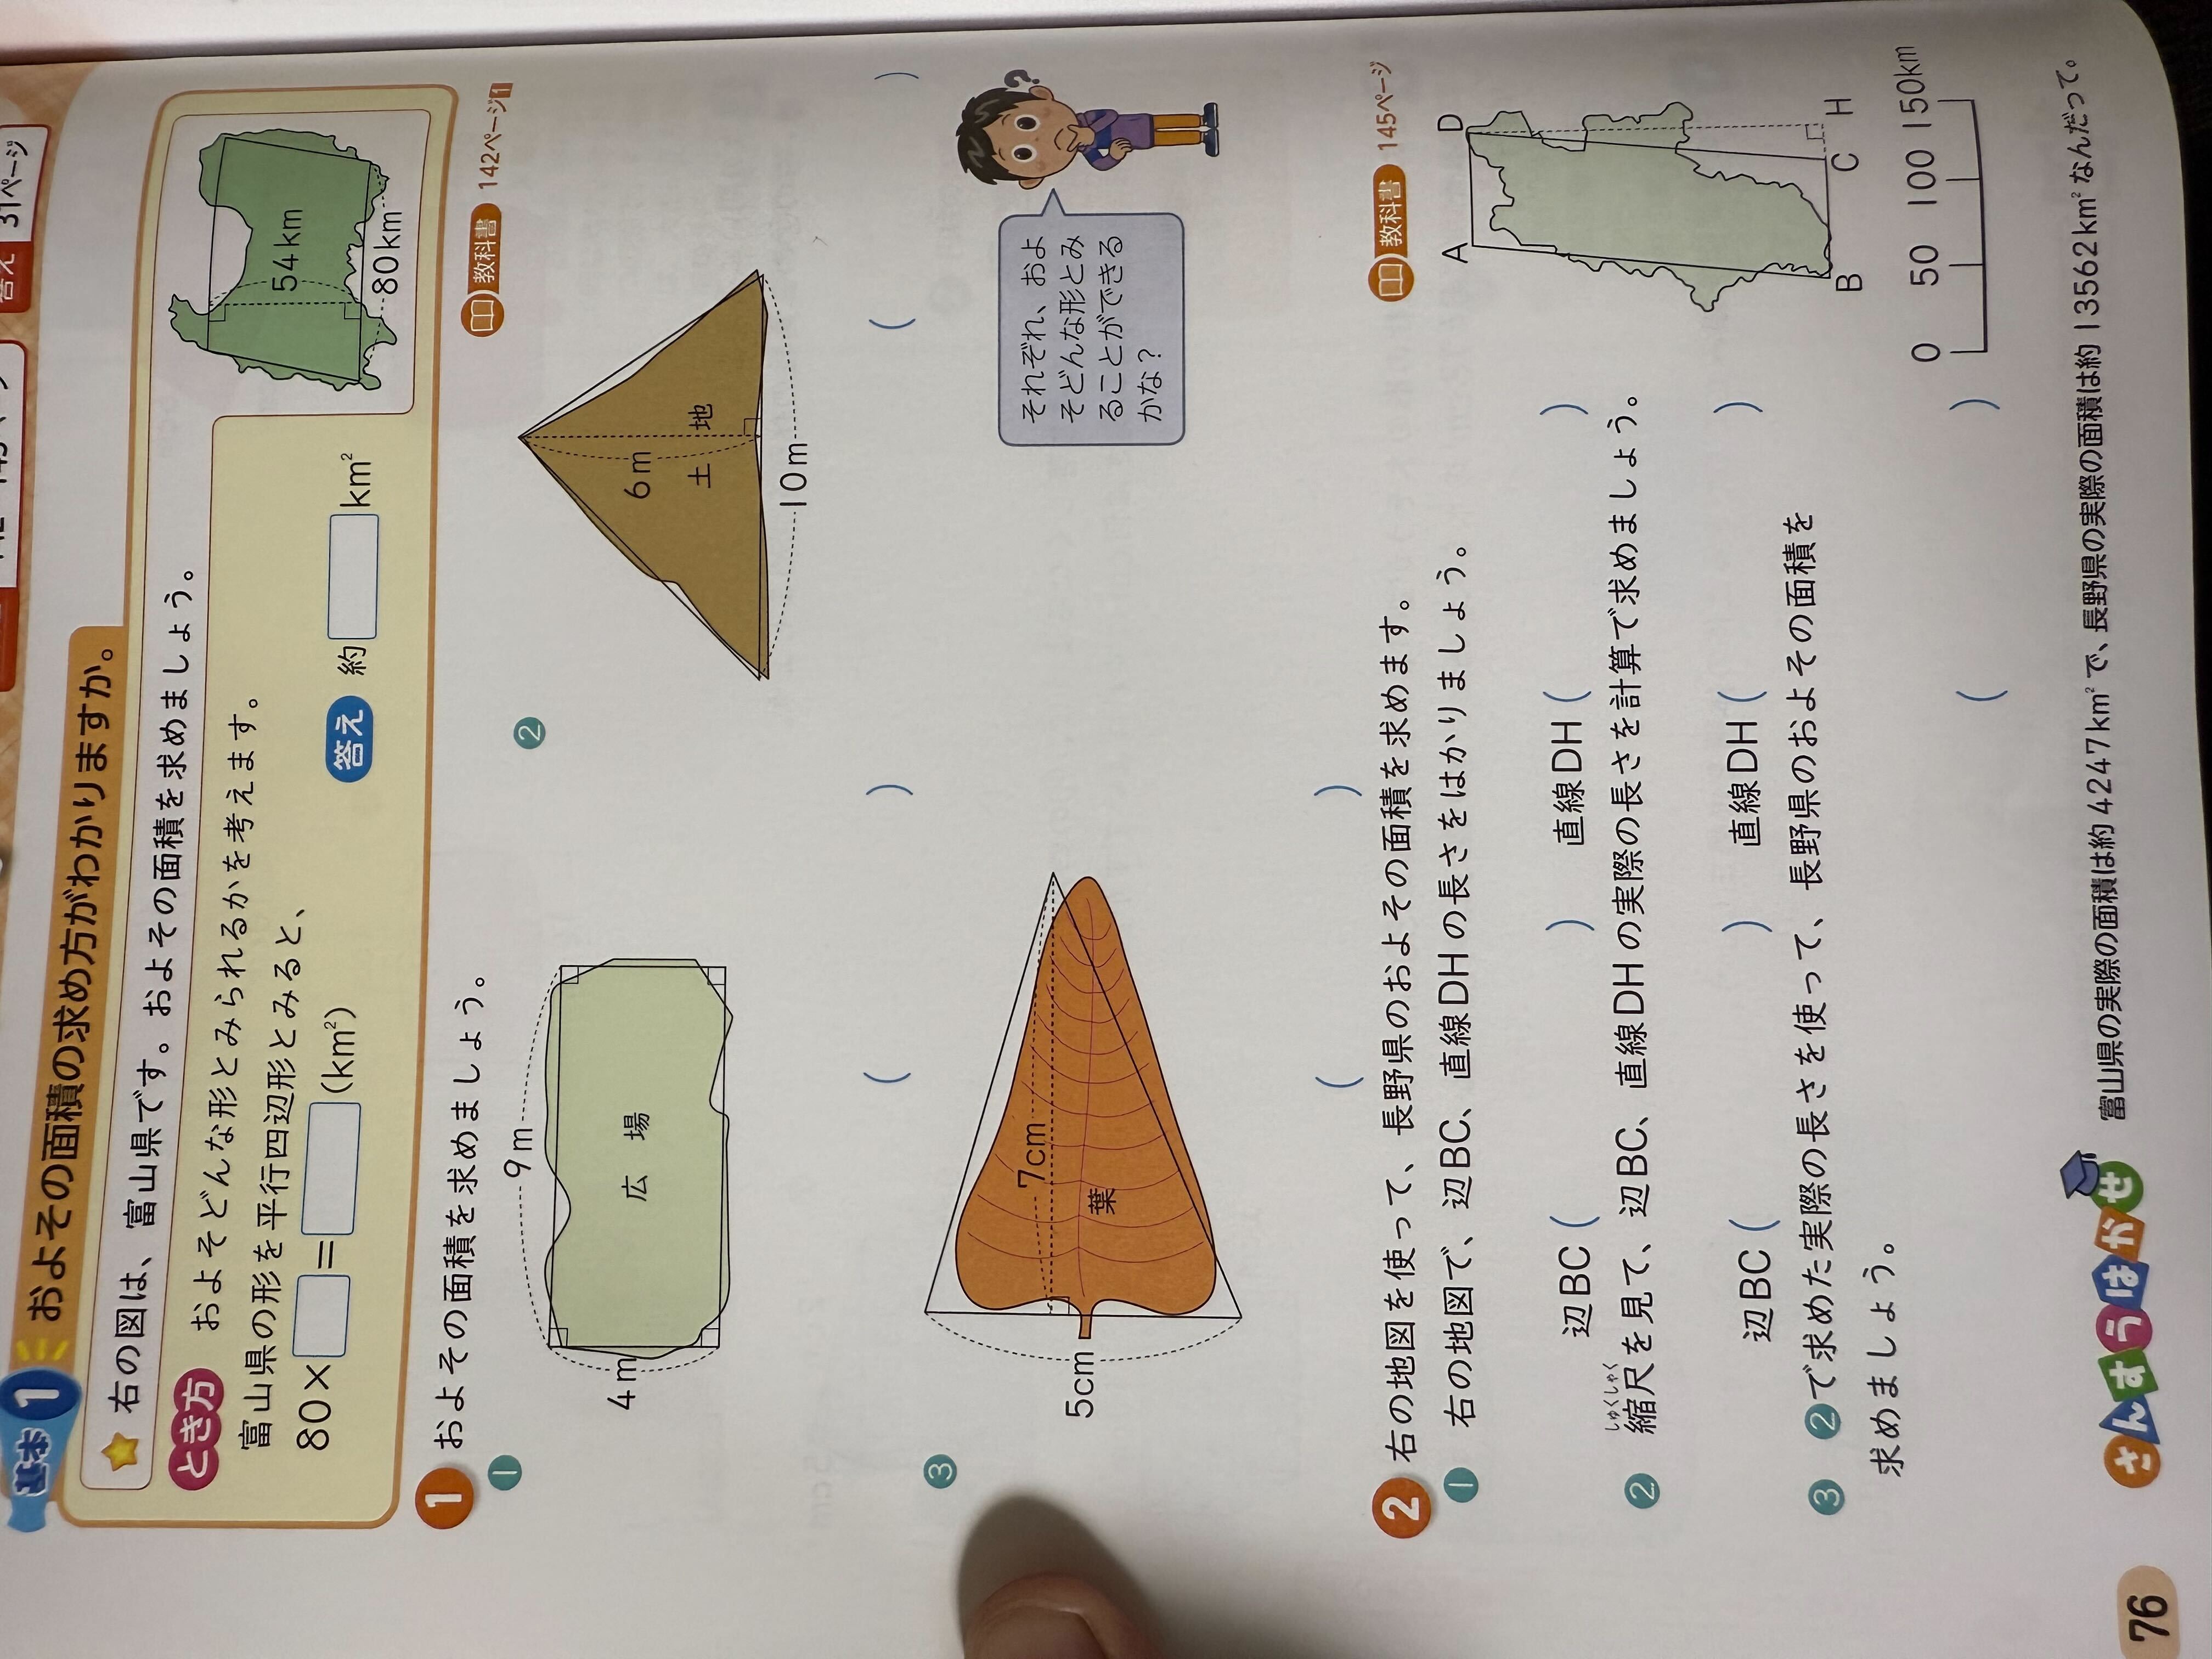 答え 31ページ
基本 1 およその面積の求め方がわかりますか。
☆ 右の図は、富山県です。およその面積を求めましょう。
とき方 およそどんな形とみられるかを考えます。
富山県の形を平行四辺形とみると、
80×□=□(km²)
答え 約□km²
54km
80km
1 およその面積を求めましょう。
教科書 142ページ1
①
9m
4m
広場
( )
②
6m
土地
10m
( )
③
7cm
5cm
葉
( )
それぞれ、およ
そどんな形とみ
ることができる
かな?
2 右の地図を使って、長野県のおよその面積を求めます。
教科書 145ページ
① 右の地図で、辺BC、直線DHの長さをはかりましょう。
辺BC( ) 直線DH( )
② 縮尺を見て、辺BC、直線DHの実際の長さを計算で求めましょう。
しゅくしゃく
辺BC( ) 直線DH( )
③ ②で求めた実際の長さを使って、長野県のおよその面積を
求めましょう。
( )
A D
B C H
0 50 100 150km
さんすうはかせ 富山県の実際の面積は約4247km²で、長野県の実際の面積は約13562km²なんだって。
76